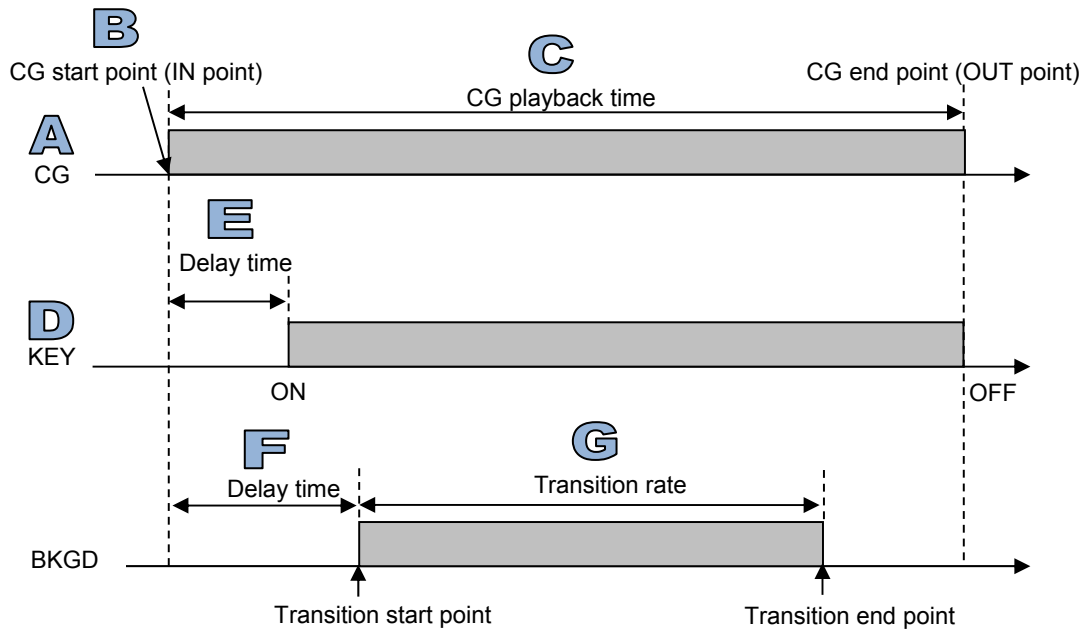 B
CG start point (IN point)
C
CG end point (OUT point)
CG playback time
A
CG
E
Delay time
D
KEY
ON
OFF
F
Delay time
G
Transition rate
BKGD
Transition start point
Transition end point